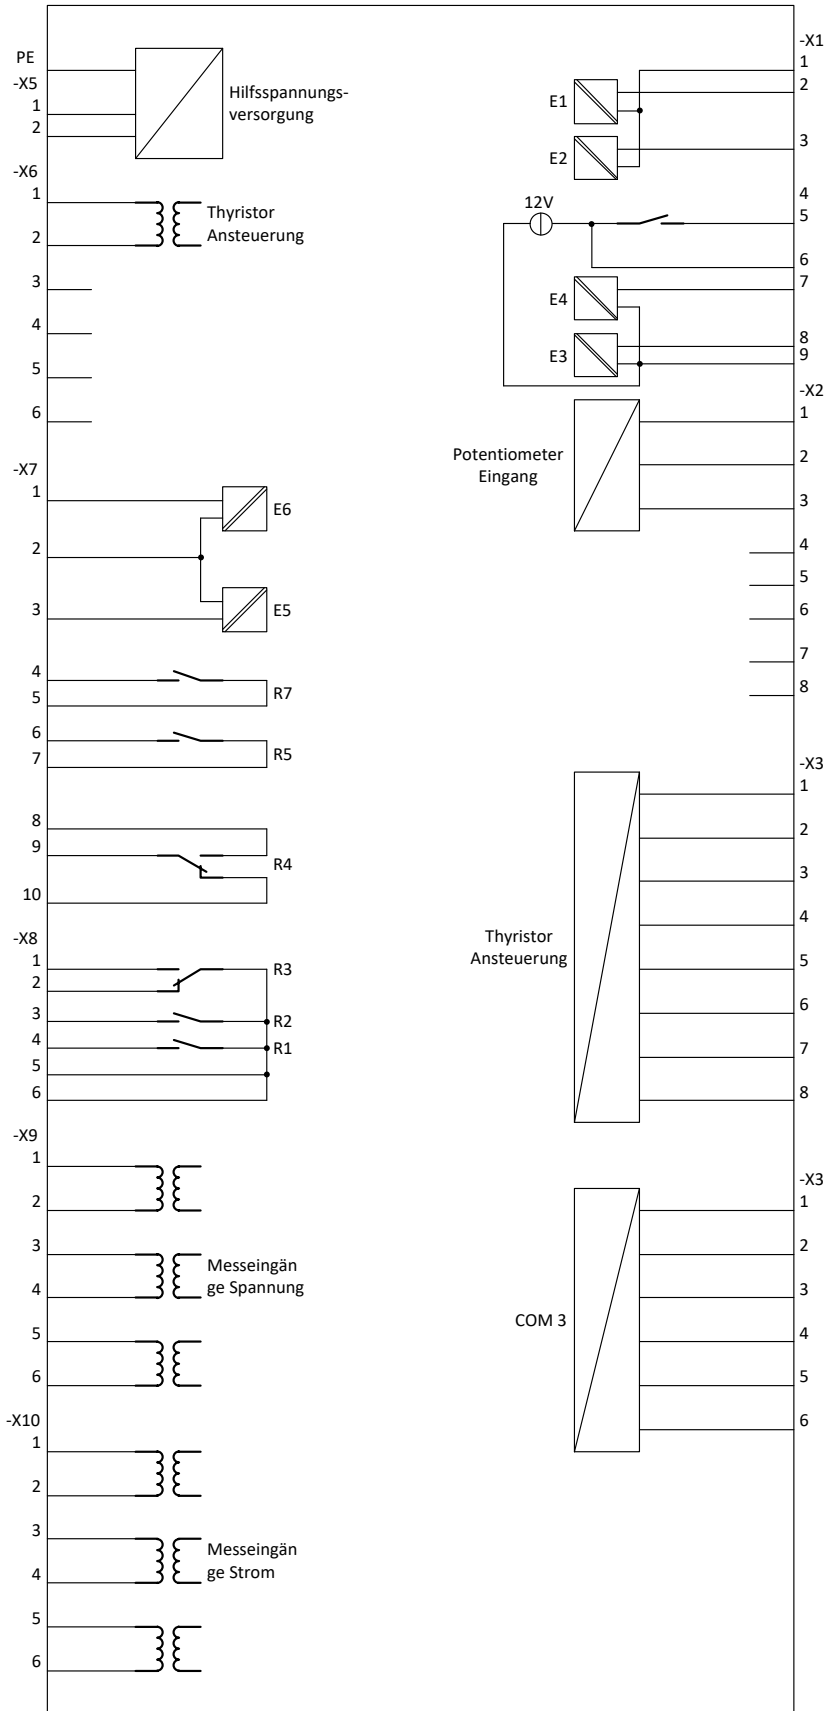 PE
-X5
1
2
Hilfsspannungs-
versorgung
-X6
1
2
Thyristor
Ansteuerung
3
4
5
6
-X7
1
2
3
E6
E5
4
5
R7
6
7
R5
8
9
10
R4
-X8
1
2
3
4
5
6
R3
R2
R1
-X9
1
2
3
4
5
6
Messeingän
ge Spannung
-X10
1
2
3
4
5
6
Messeingän
ge Strom
-X1
1
2
3
4
5
6
7
8
9
E1
E2
12V
E4
E3
-X2
1
2
3
4
5
6
7
8
Potentiometer
Eingang
-X3
1
2
3
4
5
6
7
8
Thyristor
Ansteuerung
-X3
1
2
3
4
5
6
COM 3